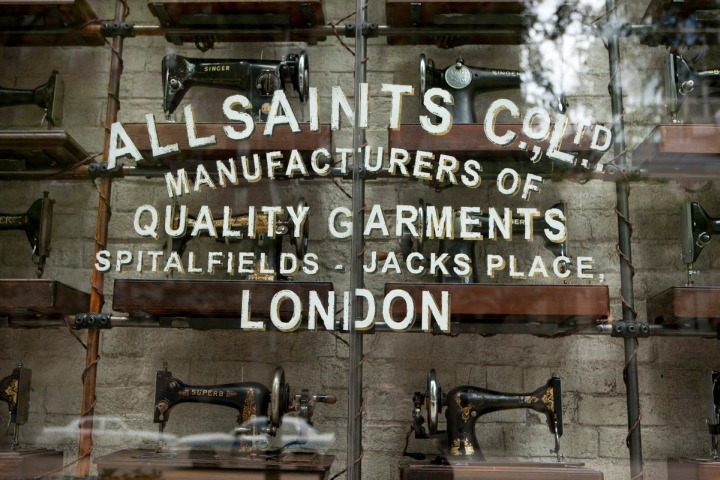 SINGER
SINGER
ALLSAINTS Co.,LTD.
MANUFACTURERS OF
QUALITY GARMENTS
SPITALFIELDS - JACKS PLACE,
LONDON
SUPERB